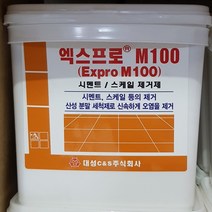 엑스프로® M100
(Expro M100)
시멘트 / 스케일 제거제
시멘트, 스케일 등의 제거
산성 분말 세척제로 신속하게 오염을 제거
대성C&S주식회사